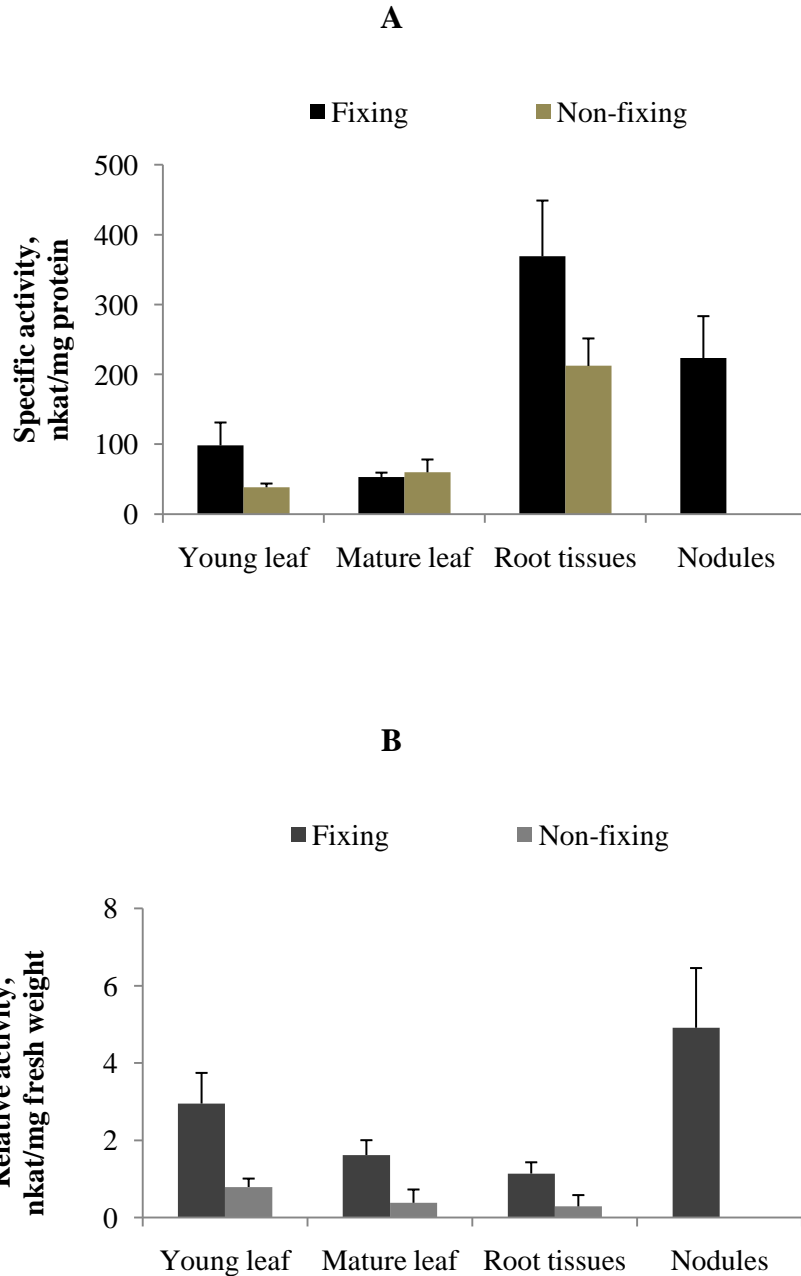 A
Fixing Non-fixing
Specific activity,
nkat/mg protein
500
400
300
200
100
0
Young leaf Mature leaf Root tissues Nodules
B
Fixing Non-fixing
Relative activity,
nkat/mg fresh weight
8
6
4
2
0
Young leaf Mature leaf Root tissues Nodules